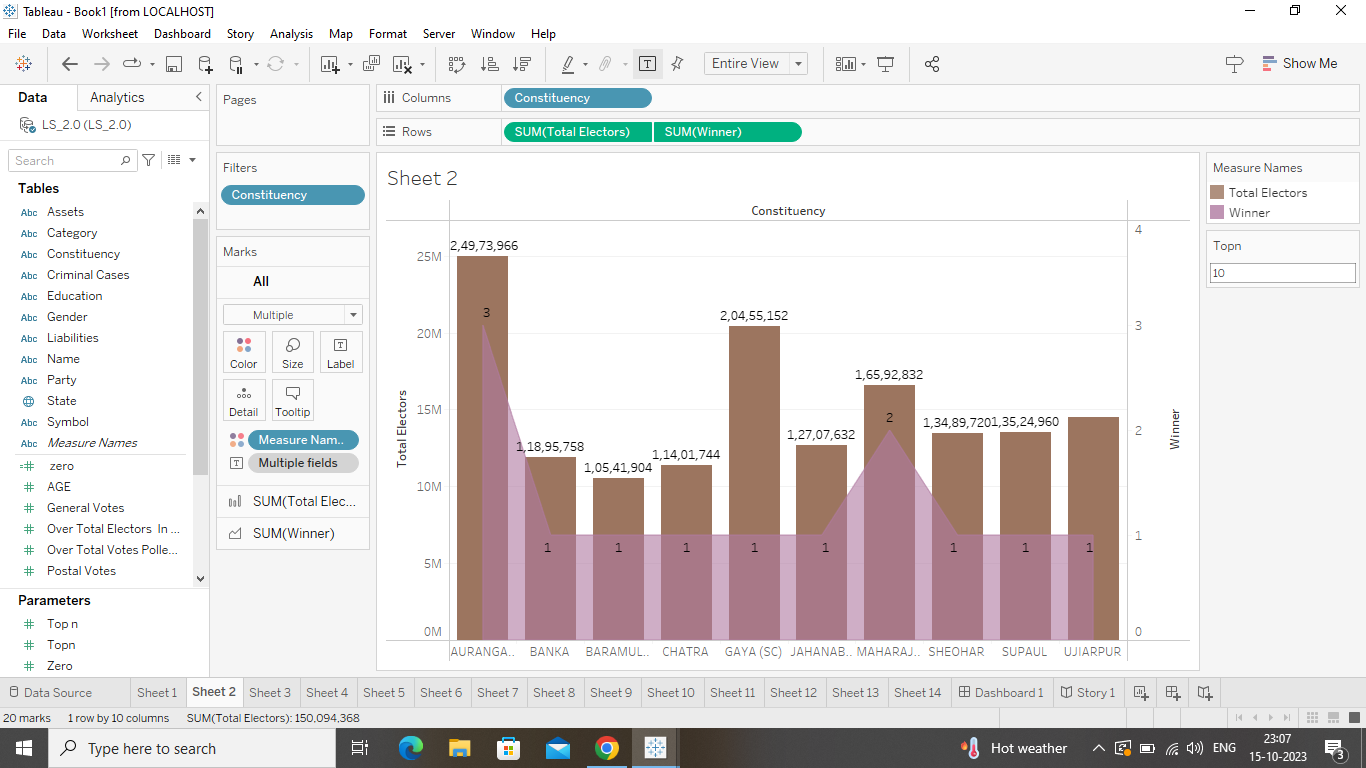 Tableau - Book1 [from LOCALHOST]
File Data Worksheet Dashboard Story Analysis Map Format Server Window Help
Entire View
Show Me
Data Analytics
LS_2.0 (LS_2.0)
Search
Tables
Abc Assets
Abc Category
Abc Constituency
Abc Criminal Cases
Abc Education
Abc Gender
Abc Liabilities
Abc Name
Abc Party
State
Abc Symbol
Abc Measure Names
zero
AGE
General Votes
Over Total Electors In ...
Over Total Votes Polle...
Postal Votes
Parameters
Top n
Topn
Zero
Pages
Filters
Constituency
Marks
All
Multiple
Color Size Label
Detail Tooltip
Measure Nam..
Multiple fields
SUM(Total Elec...
SUM(Winner)
Columns Constituency
Rows SUM(Total Electors) SUM(Winner)
Sheet 2
Constituency
Total Electors
25M
20M
15M
10M
5M
0M
2,49,73,966
1,18,95,758
1,05,41,904
1,14,01,744
2,04,55,152
1,27,07,632
1,65,92,832
1,34,89,720
1,35,24,960
3
1
1
1
1
1
2
1
1
1
4
3
2
1
0
Winner
AURANGA.. BANKA BARAMUL.. CHATRA GAYA (SC) JAHANAB.. MAHARAJ.. SHEOHAR SUPAUL UJIARPUR
Measure Names
Total Electors
Winner
Topn
10
Data Source Sheet 1 Sheet 2 Sheet 3 Sheet 4 Sheet 5 Sheet 6 Sheet 7 Sheet 8 Sheet 9 Sheet 10 Sheet 11 Sheet 12 Sheet 13 Sheet 14 Dashboard 1 Story 1
20 marks 1 row by 10 columns SUM(Total Electors): 150,094,368
Type here to search
Hot weather
ENG
23:07
15-10-2023
3